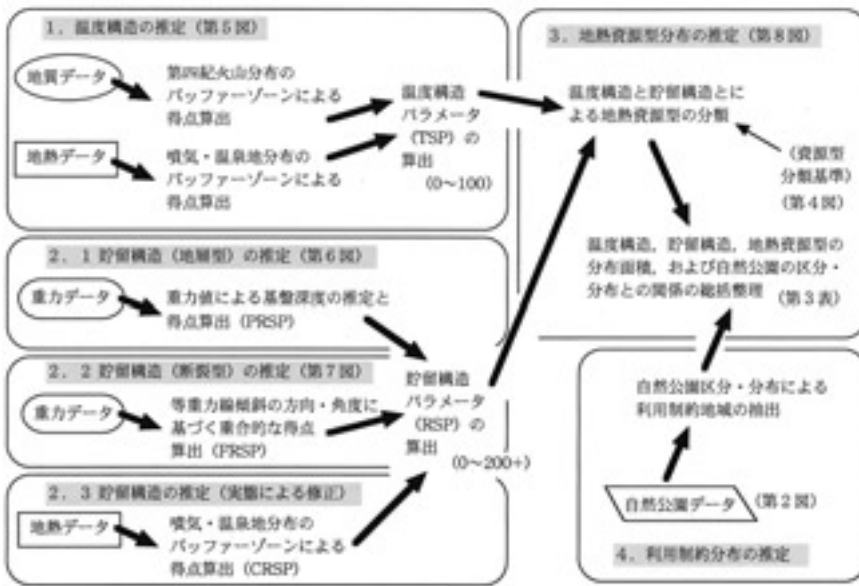 1. 温度構造の推定（第5図）
地質データ
第四紀火山分布の
バッファーゾーンによる
得点算出
地熱データ
噴気・温泉地分布の
バッファーゾーンによる
得点算出
温度構造
パラメータ
（TSP）の
算出
(0～100)
2. 1 貯留構造（地層型）の推定（第6図）
重力データ
重力値による基盤深度の推定と
得点算出（PRSP）
2. 2 貯留構造（断裂型）の推定（第7図）
重力データ
等重力線傾斜の方向・角度に
基づく重合的な得点
算出（FRSP）
2. 3 貯留構造の推定（実態による修正）
地熱データ
噴気・温泉地分布の
バッファーゾーンによる
得点算出（CRSP）
貯留構造
パラメータ
（RSP）の
算出
(0～200+)
3. 地熱資源型分布の推定（第8図）
温度構造と貯留構造とに
よる地熱資源型の分類
（資源型
分類基準）
（第4図）
温度構造，貯留構造，地熱資源型の
分布面積，および自然公園の区分・
分布との関係の総括整理
（第3表）
自然公園区分・分布による
利用制約地域の抽出
自然公園データ
（第2図）
4. 利用制約分布の推定